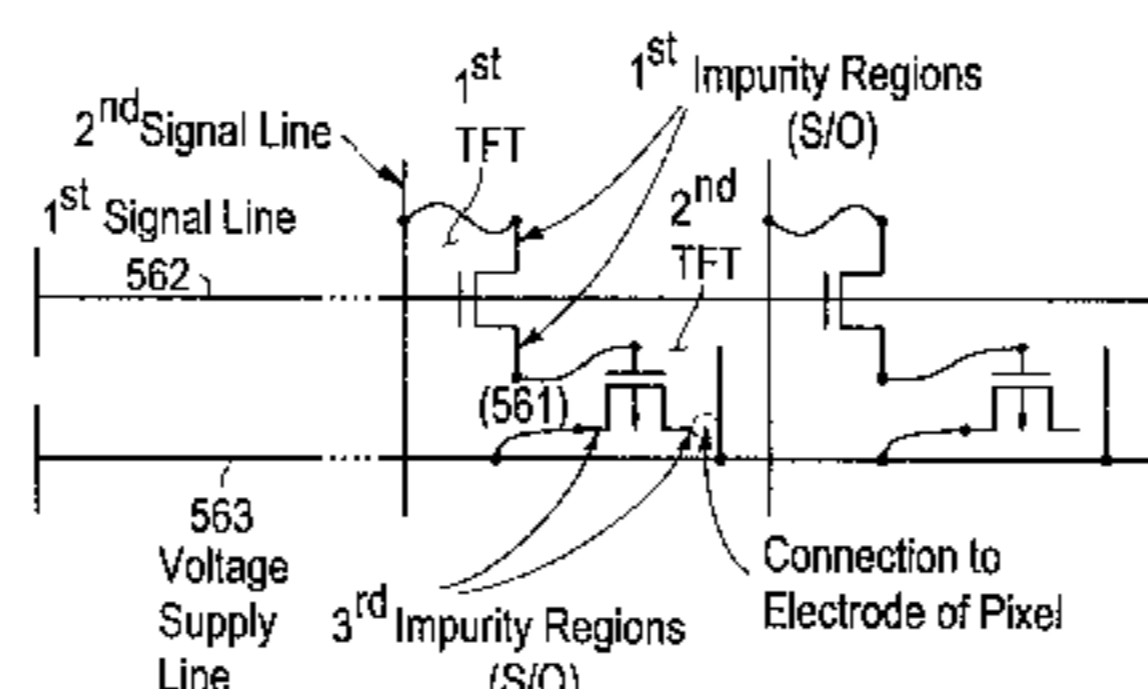 1st
TFT
1st Impurity Regions
(S/O)
2nd Signal Line
1st Signal Line
562
2nd
TFT
(561)
563
Voltage
Supply
Line
3rd Impurity Regions
(S/O)
Connection to
Electrode of Pixel